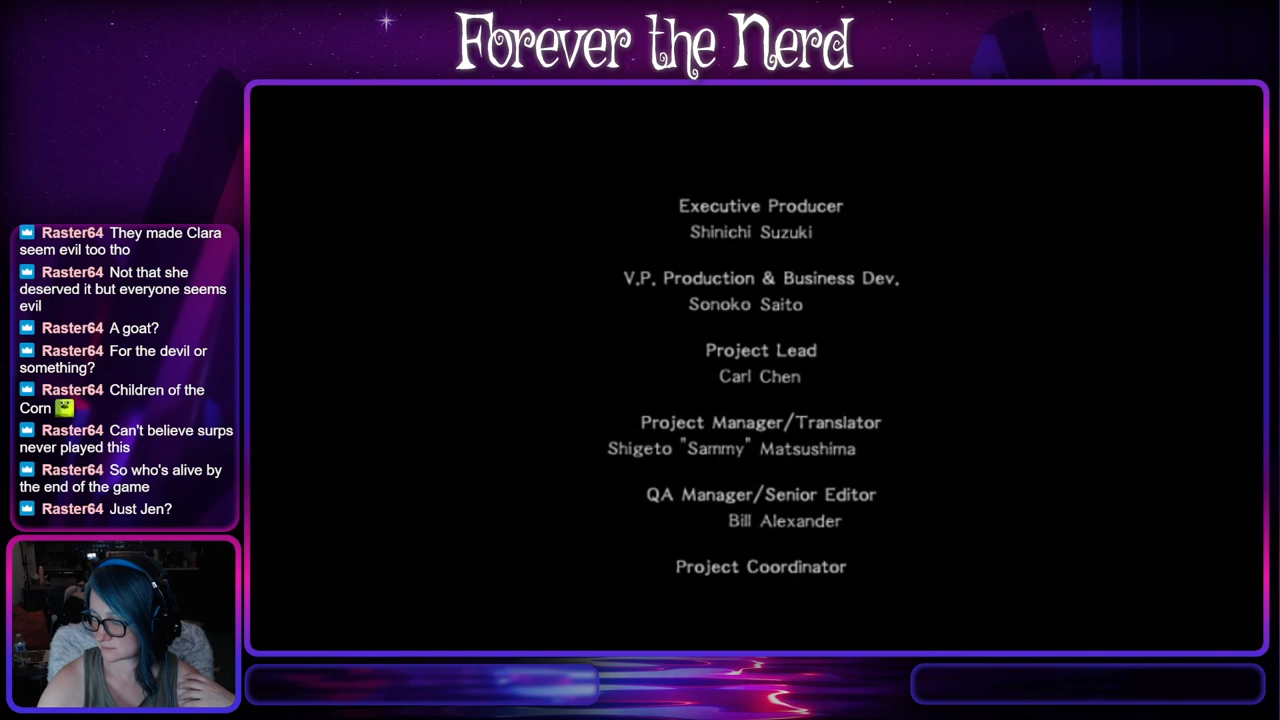 Forever the Nerd
Raster64 They made Clara
seem evil too tho
Raster64 Not that she
deserved it but everyone seems
evil
Raster64 A goat?
Raster64 For the devil or
something?
Raster64 Children of the
Corn
Raster64 Can't believe surps
never played this
Raster64 So who's alive by
the end of the game
Raster64 Just Jen?
Executive Producer
Shinichi Suzuki
V.P. Production & Business Dev.
Sonoko Saito
Project Lead
Carl Chen
Project Manager/Translator
Shigeto "Sammy" Matsushima
QA Manager/Senior Editor
Bill Alexander
Project Coordinator